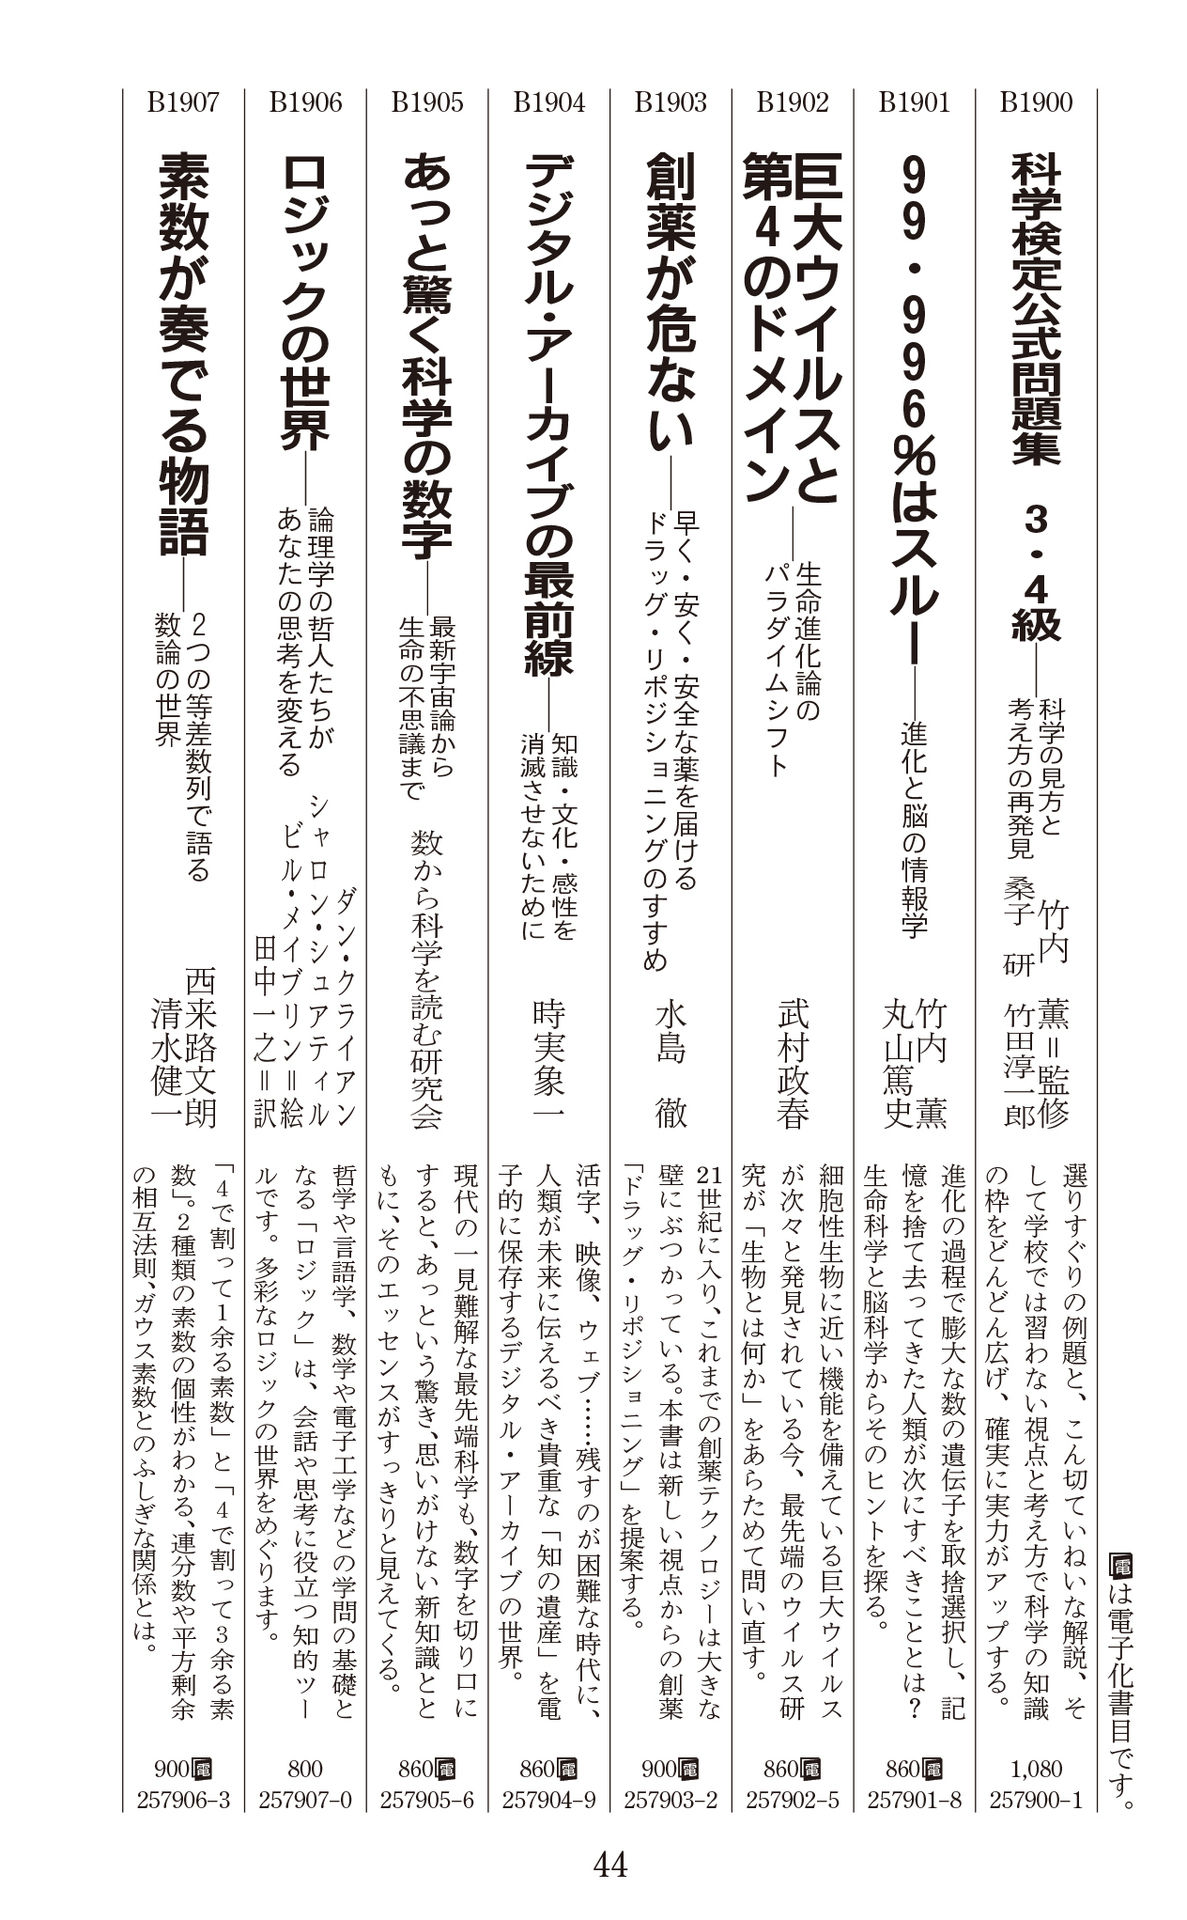 電は電子化書目です。
B1900
科学検定公式問題集 3・4級
科学の見方と
考え方の再発見
竹内 薫=監修
桑子 研
竹田淳一郎
選りすぐりの例題と、こん切ていねいな解説、そ
して学校では習わない視点と考え方で科学の知識
の枠をどんどん広げ、確実に実力がアップする。
1,080
257900-1
B1901
99・996%はスルー
進化と脳の情報学
竹内 薫
丸山篤史
進化の過程で膨大な数の遺伝子を取捨選択し、記
憶を捨て去ってきた人類が次にすべきこととは?
生命科学と脳科学からそのヒントを探る。
860電
257901-8
B1902
巨大ウイルスと
第4のドメイン
生命進化論の
パラダイムシフト
武村政春
細胞性生物に近い機能を備えている巨大ウイルス
が次々と発見されている今、最先端のウイルス研
究が「生物とは何か」をあらためて問い直す。
860電
257902-5
B1903
創薬が危ない
早く・安く・安全な薬を届ける
ドラッグ・リポジショニングのすすめ
水島 徹
21世紀に入り、これまでの創薬テクノロジーは大きな
壁にぶつかっている。本書は新しい視点からの創薬
「ドラッグ・リポジショニング」を提案する。
900電
257903-2
B1904
デジタル・アーカイブの最前線
知識・文化・感性を
消滅させないために
時実象一
活字、映像、ウェブ……残すのが困難な時代に、
人類が未来に伝えるべき貴重な「知の遺産」を電
子的に保存するデジタル・アーカイブの世界。
860電
257904-9
B1905
あっと驚く科学の数字
最新宇宙論から
生命の不思議まで
数から科学を読む研究会
現代の一見難解な最先端科学も、数字を切り口に
すると、あっという驚き、思いがけない新知識とと
もに、そのエッセンスがすっきりと見えてくる。
860電
257905-6
B1906
ロジックの世界
論理学の哲人たちが
あなたの思考を変える
ダン・クライアン
シャロン・シュアティル
ビル・メイブリン=絵
田中一之=訳
哲学や言語学、数学や電子工学などの学問の基礎と
なる「ロジック」は、会話や思考に役立つ知的ツー
ルです。多彩なロジックの世界をめぐります。
800
257907-0
B1907
素数が奏でる物語
2つの等差数列で語る
数論の世界
西来路文朗
清水健一
「4で割って1余る素数」と「4で割って3余る素
数」。2種類の素数の個性がわかる、連分数や平方剰余
の相互法則、ガウス素数とのふしぎな関係とは。
900電
257906-3
44